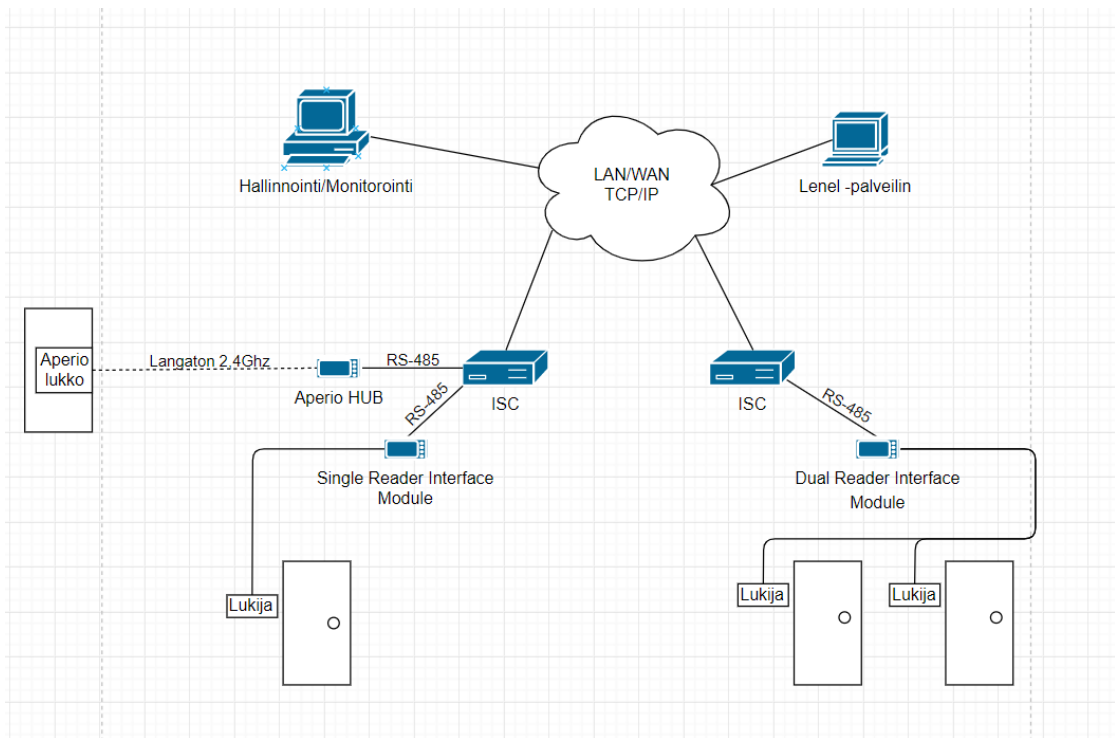 LAN/WAN
TCP/IP
Hallinnointi/Monitorointi
Lenel -palveilin
Aperio
lukko
Langaton 2,4Ghz
RS-485
Aperio HUB
RS-485
ISC
ISC
RS-485
Single Reader Interface
Module
Dual Reader Interface
Module
Lukija
Lukija
Lukija